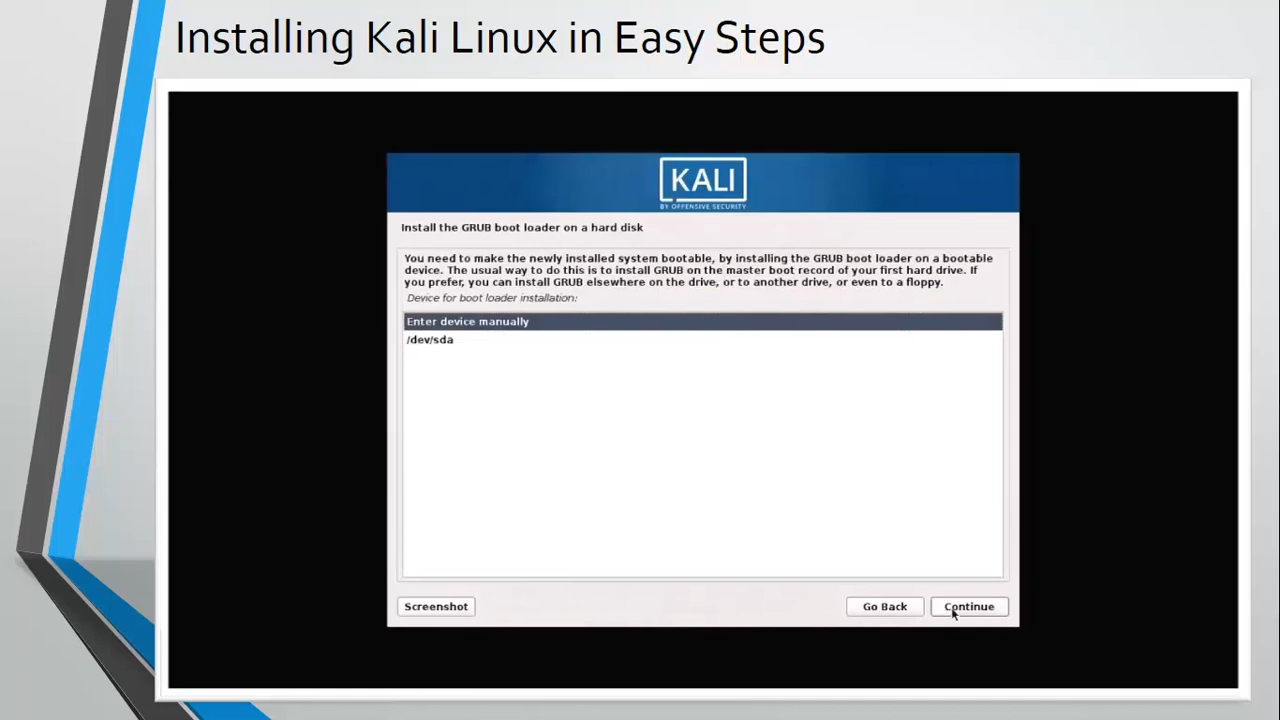 Installing Kali Linux in Easy Steps
KALI
BY OFFENSIVE SECURITY
Install the GRUB boot loader on a hard disk
You need to make the newly installed system bootable, by installing the GRUB boot loader on a bootable
device. The usual way to do this is to install GRUB on the master boot record of your first hard drive. If
you prefer, you can install GRUB elsewhere on the drive, or to another drive, or even to a floppy.
Device for boot loader installation:
Enter device manually
/dev/sda
Screenshot
Go Back
Continue